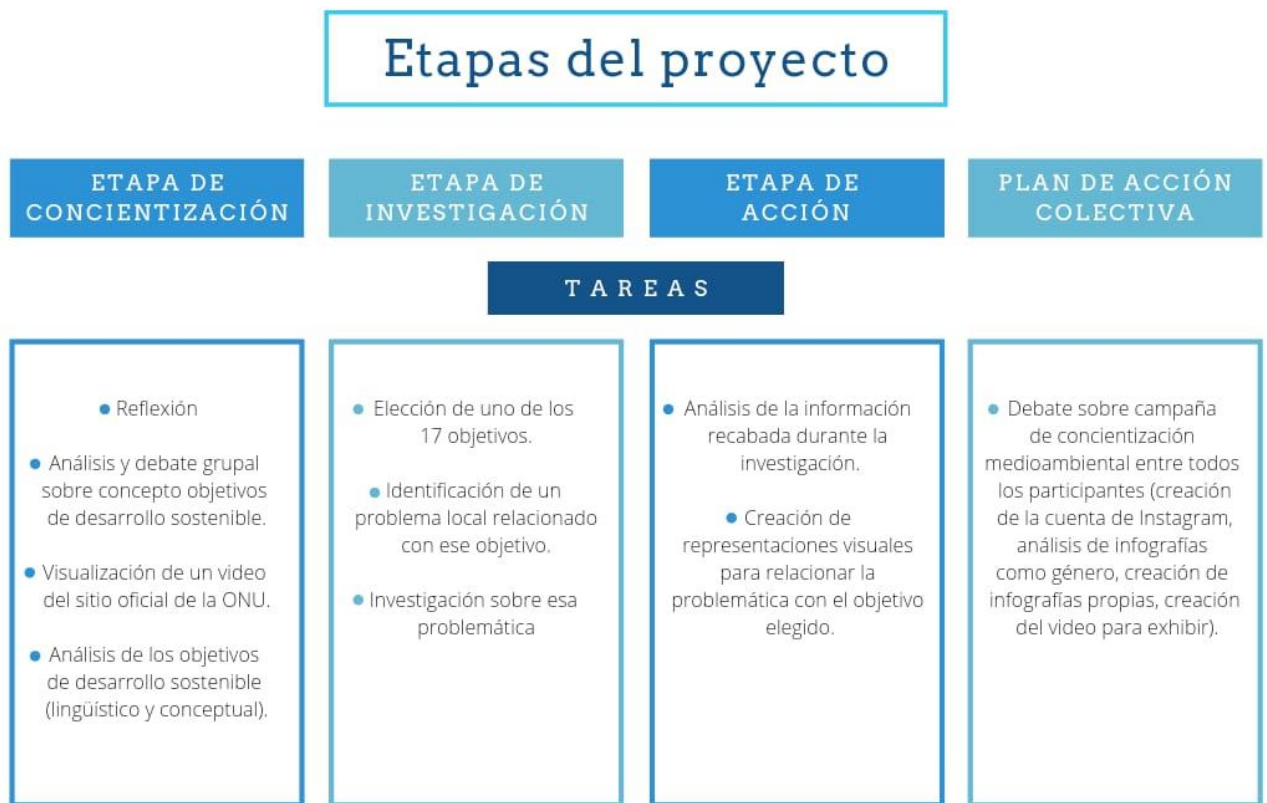 Etapas del proyecto
ETAPA DE
CONCIENTIZACIÓN
ETAPA DE
INVESTIGACIÓN
ETAPA DE
ACCIÓN
PLAN DE ACCIÓN
COLECTIVA
TAREAS
• Reflexión
• Análisis y debate grupal
sobre concepto objetivos
de desarrollo sostenible.
• Visualización de un video
del sitio oficial de la ONU.
• Análisis de los objetivos
de desarrollo sostenible
(lingüístico y conceptual).
• Elección de uno de los
17 objetivos.
• Identificación de un
problema local relacionado
con ese objetivo.
• Investigación sobre esa
problemática
• Análisis de la información
recabada durante la
investigación.
• Creación de
representaciones visuales
para relacionar la
problemática con el objetivo
elegido.
• Debate sobre campaña
de concientización
medioambiental entre todos
los participantes (creación
de la cuenta de Instagram,
análisis de infografías
como género, creación de
infografías propias, creación
del video para exhibir).